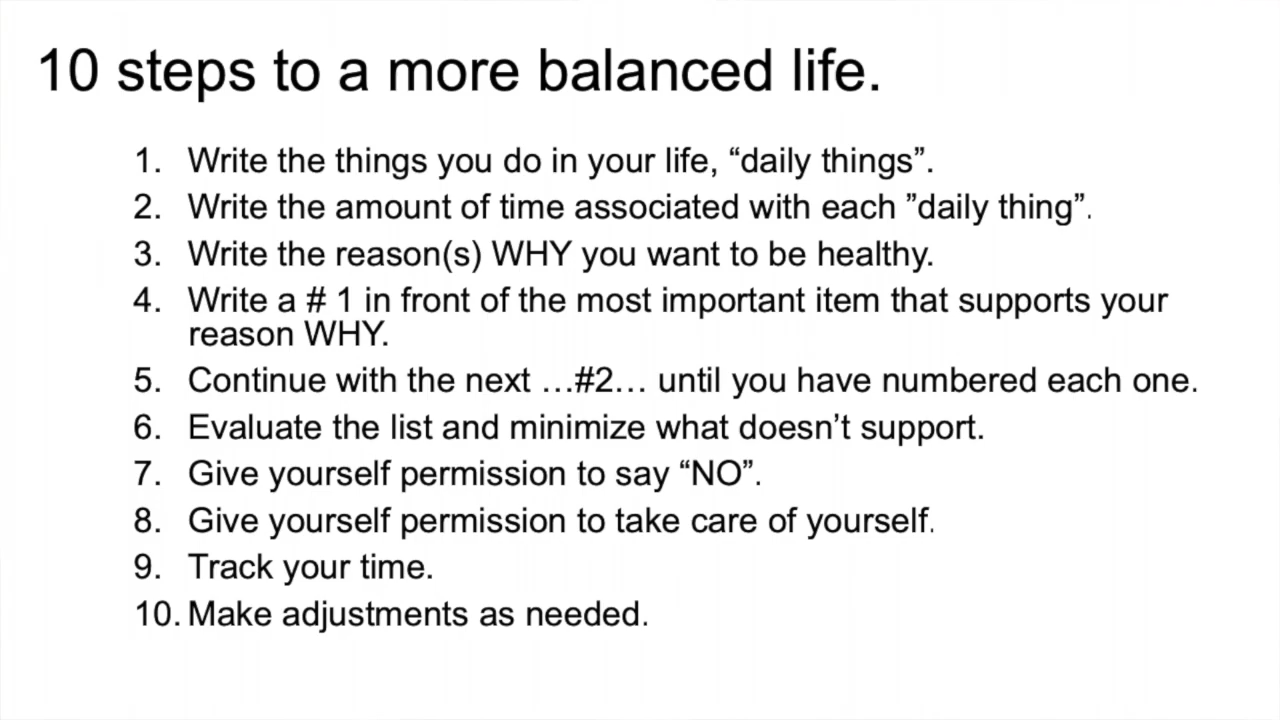 10 steps to a more balanced life.
1. Write the things you do in your life, “daily things”.
2. Write the amount of time associated with each ”daily thing”.
3. Write the reason(s) WHY you want to be healthy.
4. Write a # 1 in front of the most important item that supports your
reason WHY.
5. Continue with the next …#2… until you have numbered each one.
6. Evaluate the list and minimize what doesn’t support.
7. Give yourself permission to say “NO”.
8. Give yourself permission to take care of yourself.
9. Track your time.
10. Make adjustments as needed.